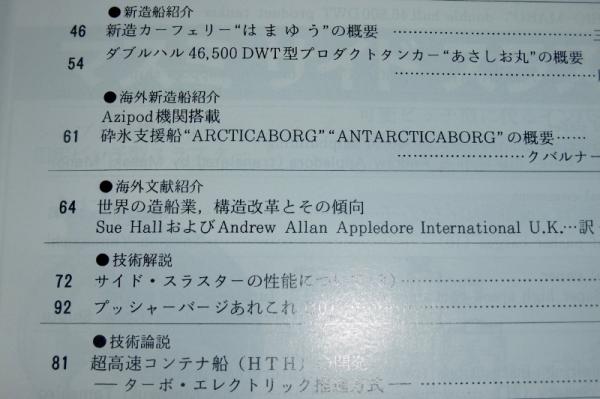 ●新造船紹介
46 新造カーフェリー“はまゆう”の概要
54 ダブルハル46,500 DWT型プロダクトタンカー“あさしお丸”の概要
●海外新造船紹介
Azipod機関搭載
61 砕氷支援船“ARCTICABORG”“ANTARCTICABORG”の概要……
クバルナー
●海外文献紹介
64 世界の造船業，構造改革とその傾向
Sue HallおよびAndrew Allan Appledore International U.K.…訳
●技術解説
72 サイド・スラスターの性能につい
92 プッシャーバージあれこれ
●技術論説
81 超高速コンテナ船（HTH）
―ターボ・エレクトリック推進方式―